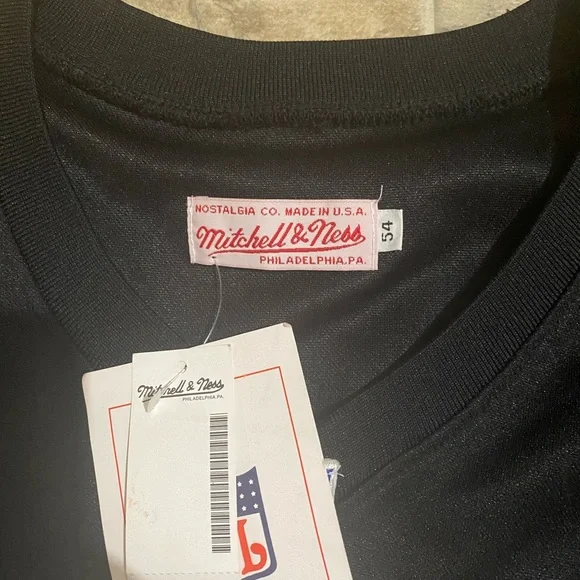 NOSTALGIA CO. MADE IN U.S.A.
Mitchell & Ness
PHILADELPHIA, PA.
54
Mitchell & Ness
PHILADELPHIA PA.